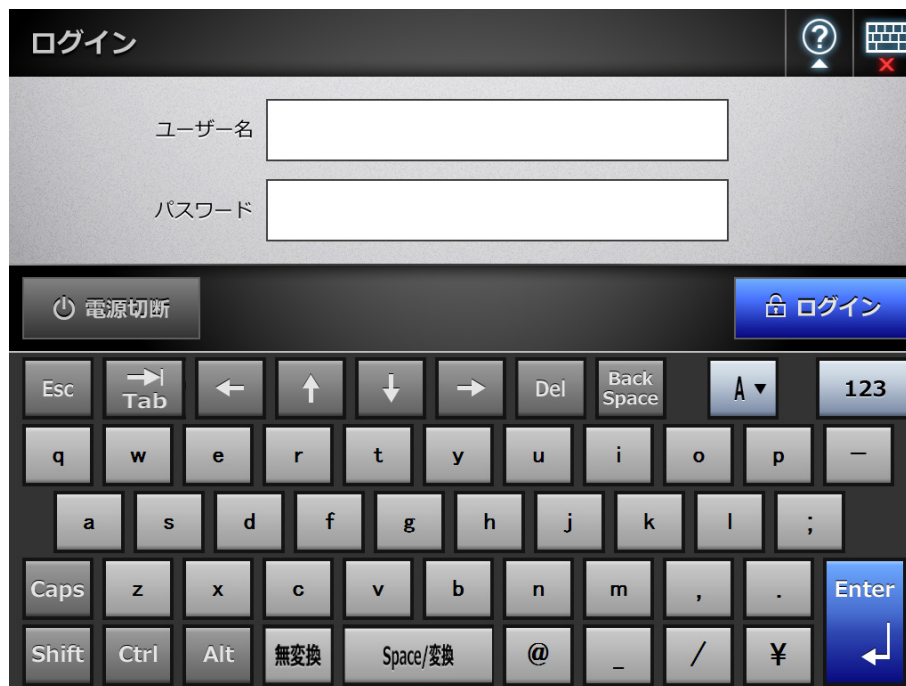 ログイン
?
ユーザー名
パスワード
電源切断
ログイン
Esc
Tab
Del
Back
Space
A
123
q w e r t y u i o p −
a s d f g h j k l ;
Caps z x c v b n m , . Enter
Shift Ctrl Alt 無変換 Space/変換 @ _ / ¥